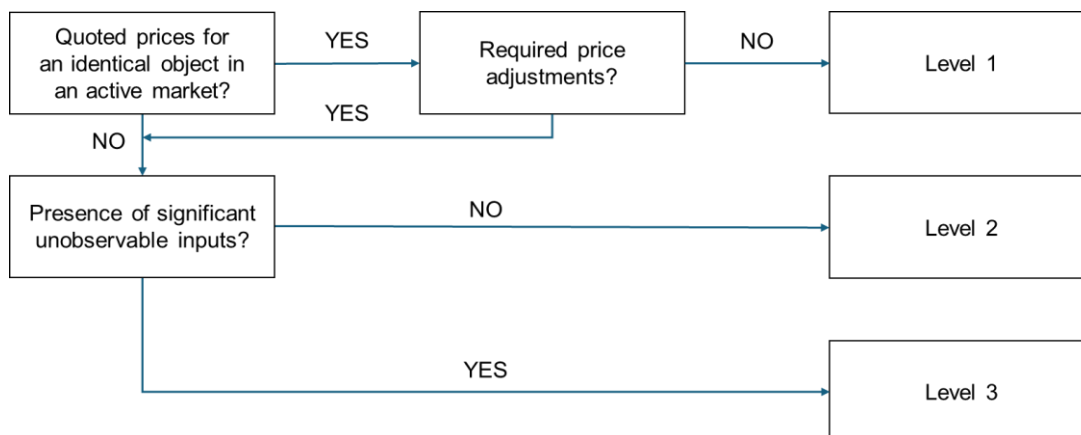 Quoted prices for
an identical object in
an active market?
YES
Required price
adjustments?
NO
Level 1
YES
NO
Presence of significant
unobservable inputs?
NO
Level 2
YES
Level 3